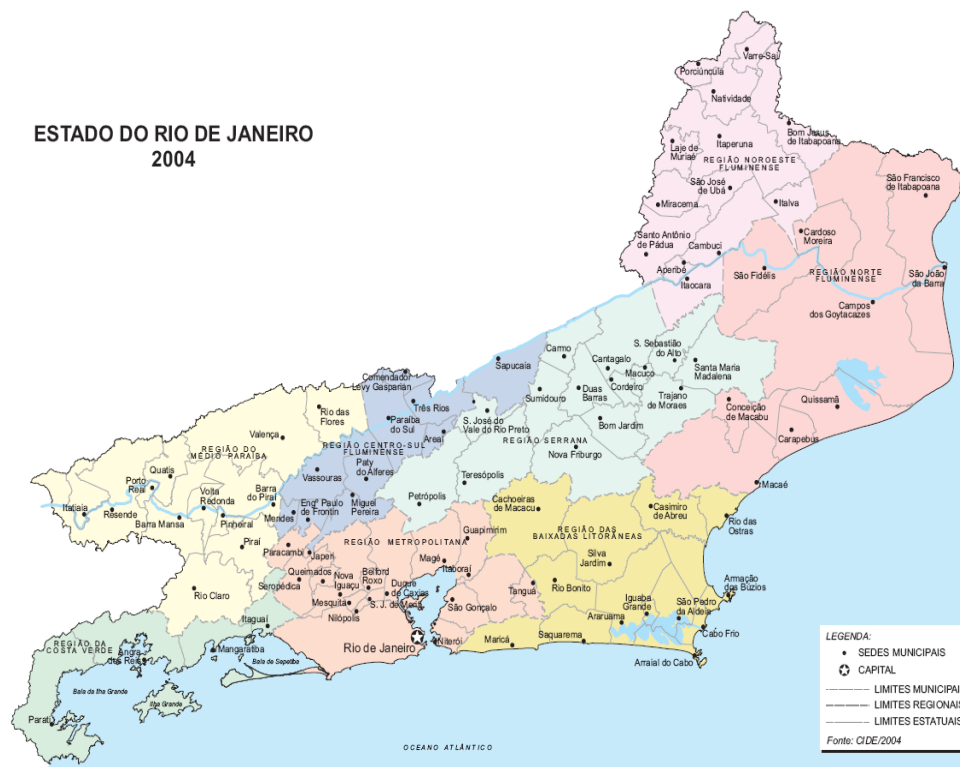 ESTADO DO RIO DE JANEIRO
2004
Varre-Sai
Porciúncula
Natividade
Bom Jesus
de Itabapoana
Itaperuna
Laje de
Muriaé
REGIÃO NOROESTE
FLUMINENSE
São José
de Ubá
Miracema
Italva
São Francisco
de Itabapoana
Santo Antônio
de Pádua
Cambuci
Cardoso
Moreira
Aperibé
Itaocara
São Fidélis
REGIÃO NORTE
FLUMINENSE
São João
da Barra
Campos
dos Goytacazes
Carmo
Cantagalo
S. Sebastião
do Alto
Macuco
Cordeiro
Santa Maria
Madalena
Sapucaia
Sumidouro
Duas
Barras
Trajano
de Moraes
Conceição
de Macabu
Quissamã
Carapebus
Comendador
Levy Gasparian
Três Rios
Rio das
Flores
Paraíba
do Sul
Areal
S. José do
Vale do Rio Preto
Bom Jardim
REGIÃO SERRANA
Nova Friburgo
Valença
REGIÃO DO
MÉDIO PARAÍBA
REGIÃO CENTRO-SUL
FLUMINENSE
Paty
do Alferes
Vassouras
Teresópolis
Petrópolis
Macaé
Quatis
Porto
Real
Volta
Redonda
Barra
do Piraí
Itatiaia
Resende
Barra Mansa
Pinheiral
Mendes
Engº Paulo
de Frontin
Miguel
Pereira
Cachoeiras
de Macacu
Casimiro
de Abreu
Rio das
Ostras
REGIÃO DAS
BAIXADAS LITORÂNEAS
Piraí
Paracambi
Japeri
REGIÃO METROPOLITANA
Guapimirim
Magé
Itaboraí
Silva
Jardim
Rio Bonito
Tanguá
Armação
dos Búzios
Seropédica
Queimados
Nova
Iguaçu
Belford
Roxo
Duque
de Caxias
Mesquita
S. J. de Meriti
Nilópolis
São Gonçalo
Rio Claro
Itaguaí
Iguaba
Grande
São Pedro
da Aldeia
Araruama
Cabo Frio
Rio de Janeiro
Niterói
Maricá
Saquarema
Arraial do Cabo
REGIÃO DA
COSTA VERDE
Angra
dos Reis
Mangaratiba
Baía de Sepetiba
Baía da Ilha Grande
Ilha Grande
Parati
OCEANO ATLÂNTICO
LEGENDA:
SEDES MUNICIPAIS
CAPITAL
LIMITES MUNICIPAI
LIMITES REGIONAIS
LIMITES ESTATUAIS
Fonte: CIDE/2004